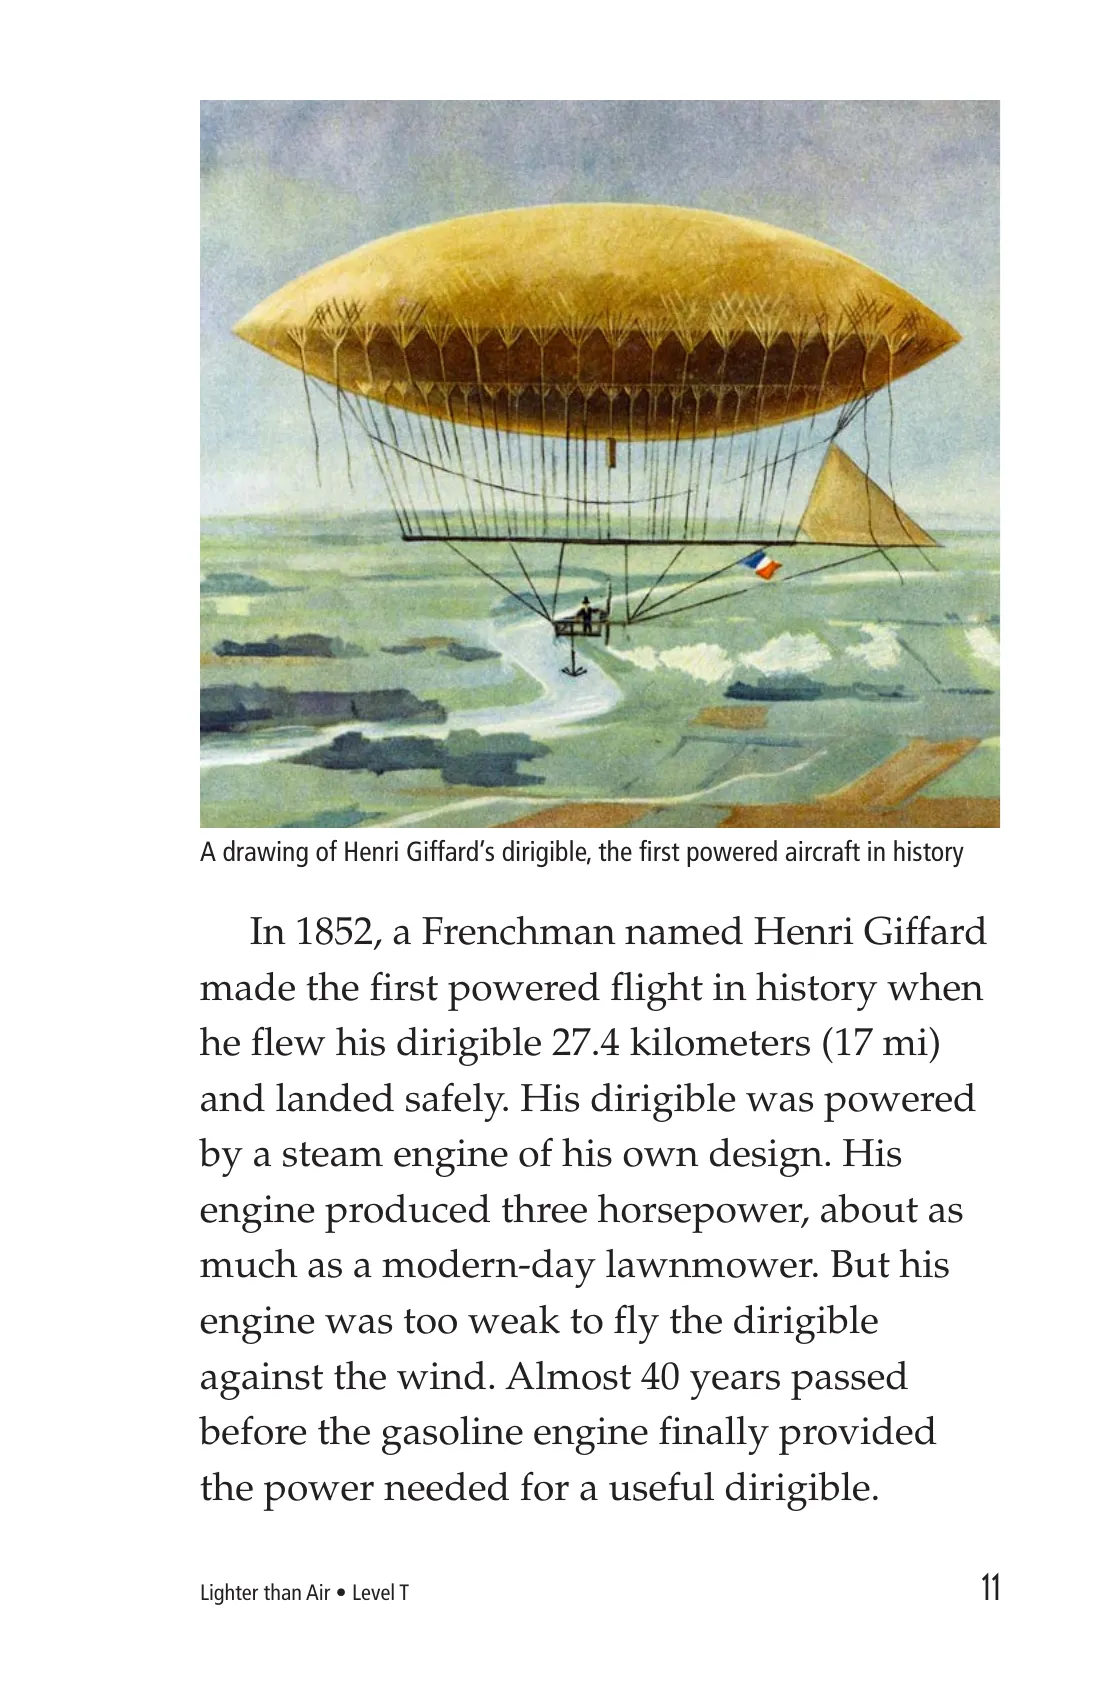 A drawing of Henri Giffard’s dirigible, the first powered aircraft in history
In 1852, a Frenchman named Henri Giffard
made the first powered flight in history when
he flew his dirigible 27.4 kilometers (17 mi)
and landed safely. His dirigible was powered
by a steam engine of his own design. His
engine produced three horsepower, about as
much as a modern-day lawnmower. But his
engine was too weak to fly the dirigible
against the wind. Almost 40 years passed
before the gasoline engine finally provided
the power needed for a useful dirigible.
Lighter than Air • Level T
11